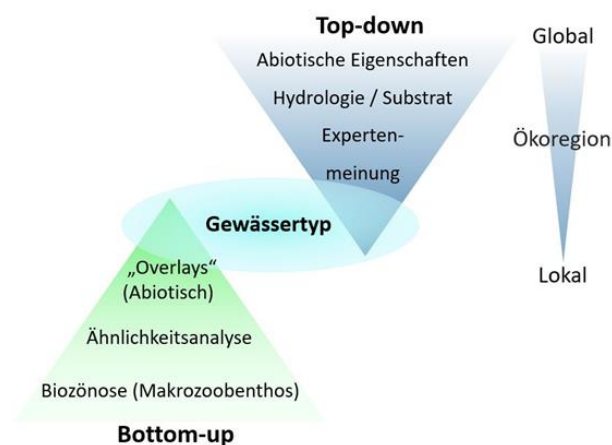 Top-down
Abiotische Eigenschaften
Hydrologie / Substrat
Experten-
meinung
Global
Ökoregion
Lokal
Gewässertyp
„Overlays“
(Abiotisch)
Ähnlichkeitsanalyse
Biozönose (Makrozoobenthos)
Bottom-up